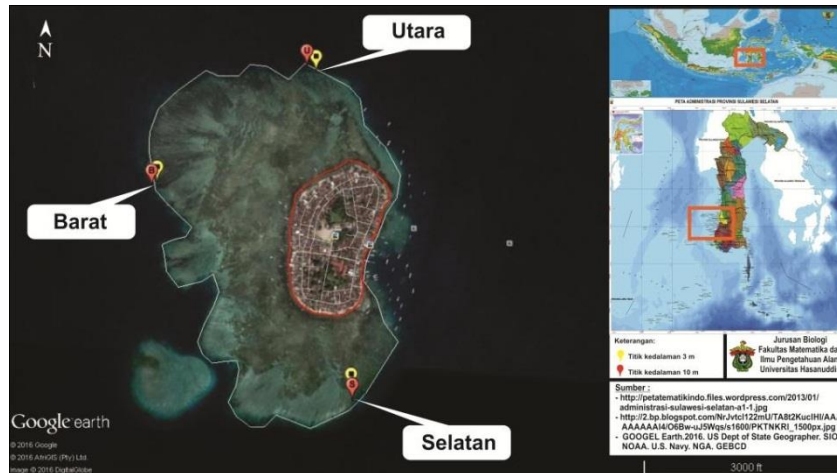 N
Utara
U
B
Barat
S
Selatan
Google earth
© 2016 Google
© 2016 AfriGIS (Pty) Ltd.
Image © 2016 DigitalGlobe
PETA ADMINISTRASI PROVINSI SULAWESI SELATAN
Keterangan:
Titik kedalaman 3 m
Titik kedalaman 10 m
Jurusan Biologi
Fakultas Matematika da
Ilmu Pengetahuan Alam
Universitas Hasanuddi
Sumber :
- http://petatematikindo.files.wordpress.com/2013/01/
administrasi-sulawesi-selatan-a1-1.jpg
- GOOGEL Earth.2016. US Dept of State Geographer. SIO
NOAA. U.S. Navy. NGA. GEBCD
3000 ft